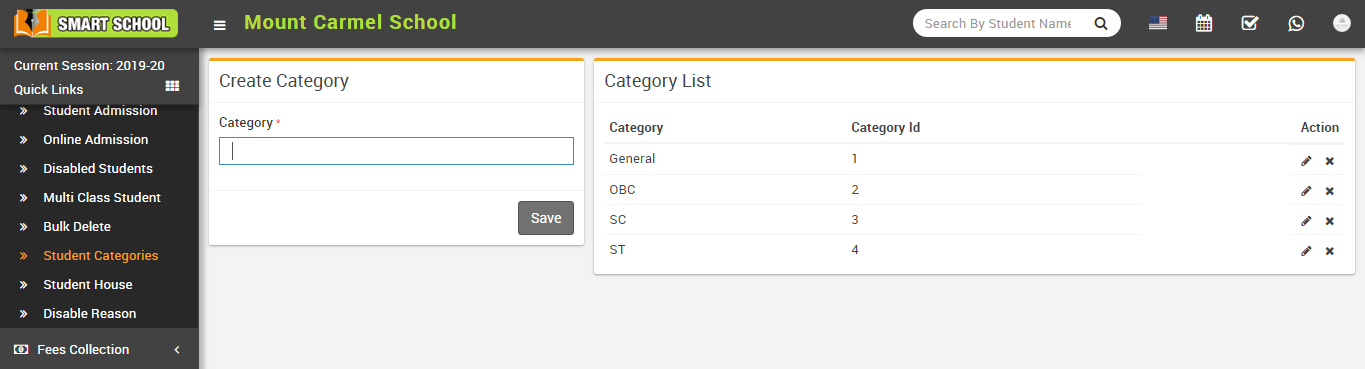 SMART SCHOOL
Mount Carmel School
Search By Student Name
Current Session: 2019-20
Quick Links
Student Admission
Online Admission
Disabled Students
Multi Class Student
Bulk Delete
Student Categories
Student House
Disable Reason
Fees Collection
Create Category
Category *
Save
Category List
Category Category Id Action
General 1
OBC 2
SC 3
ST 4